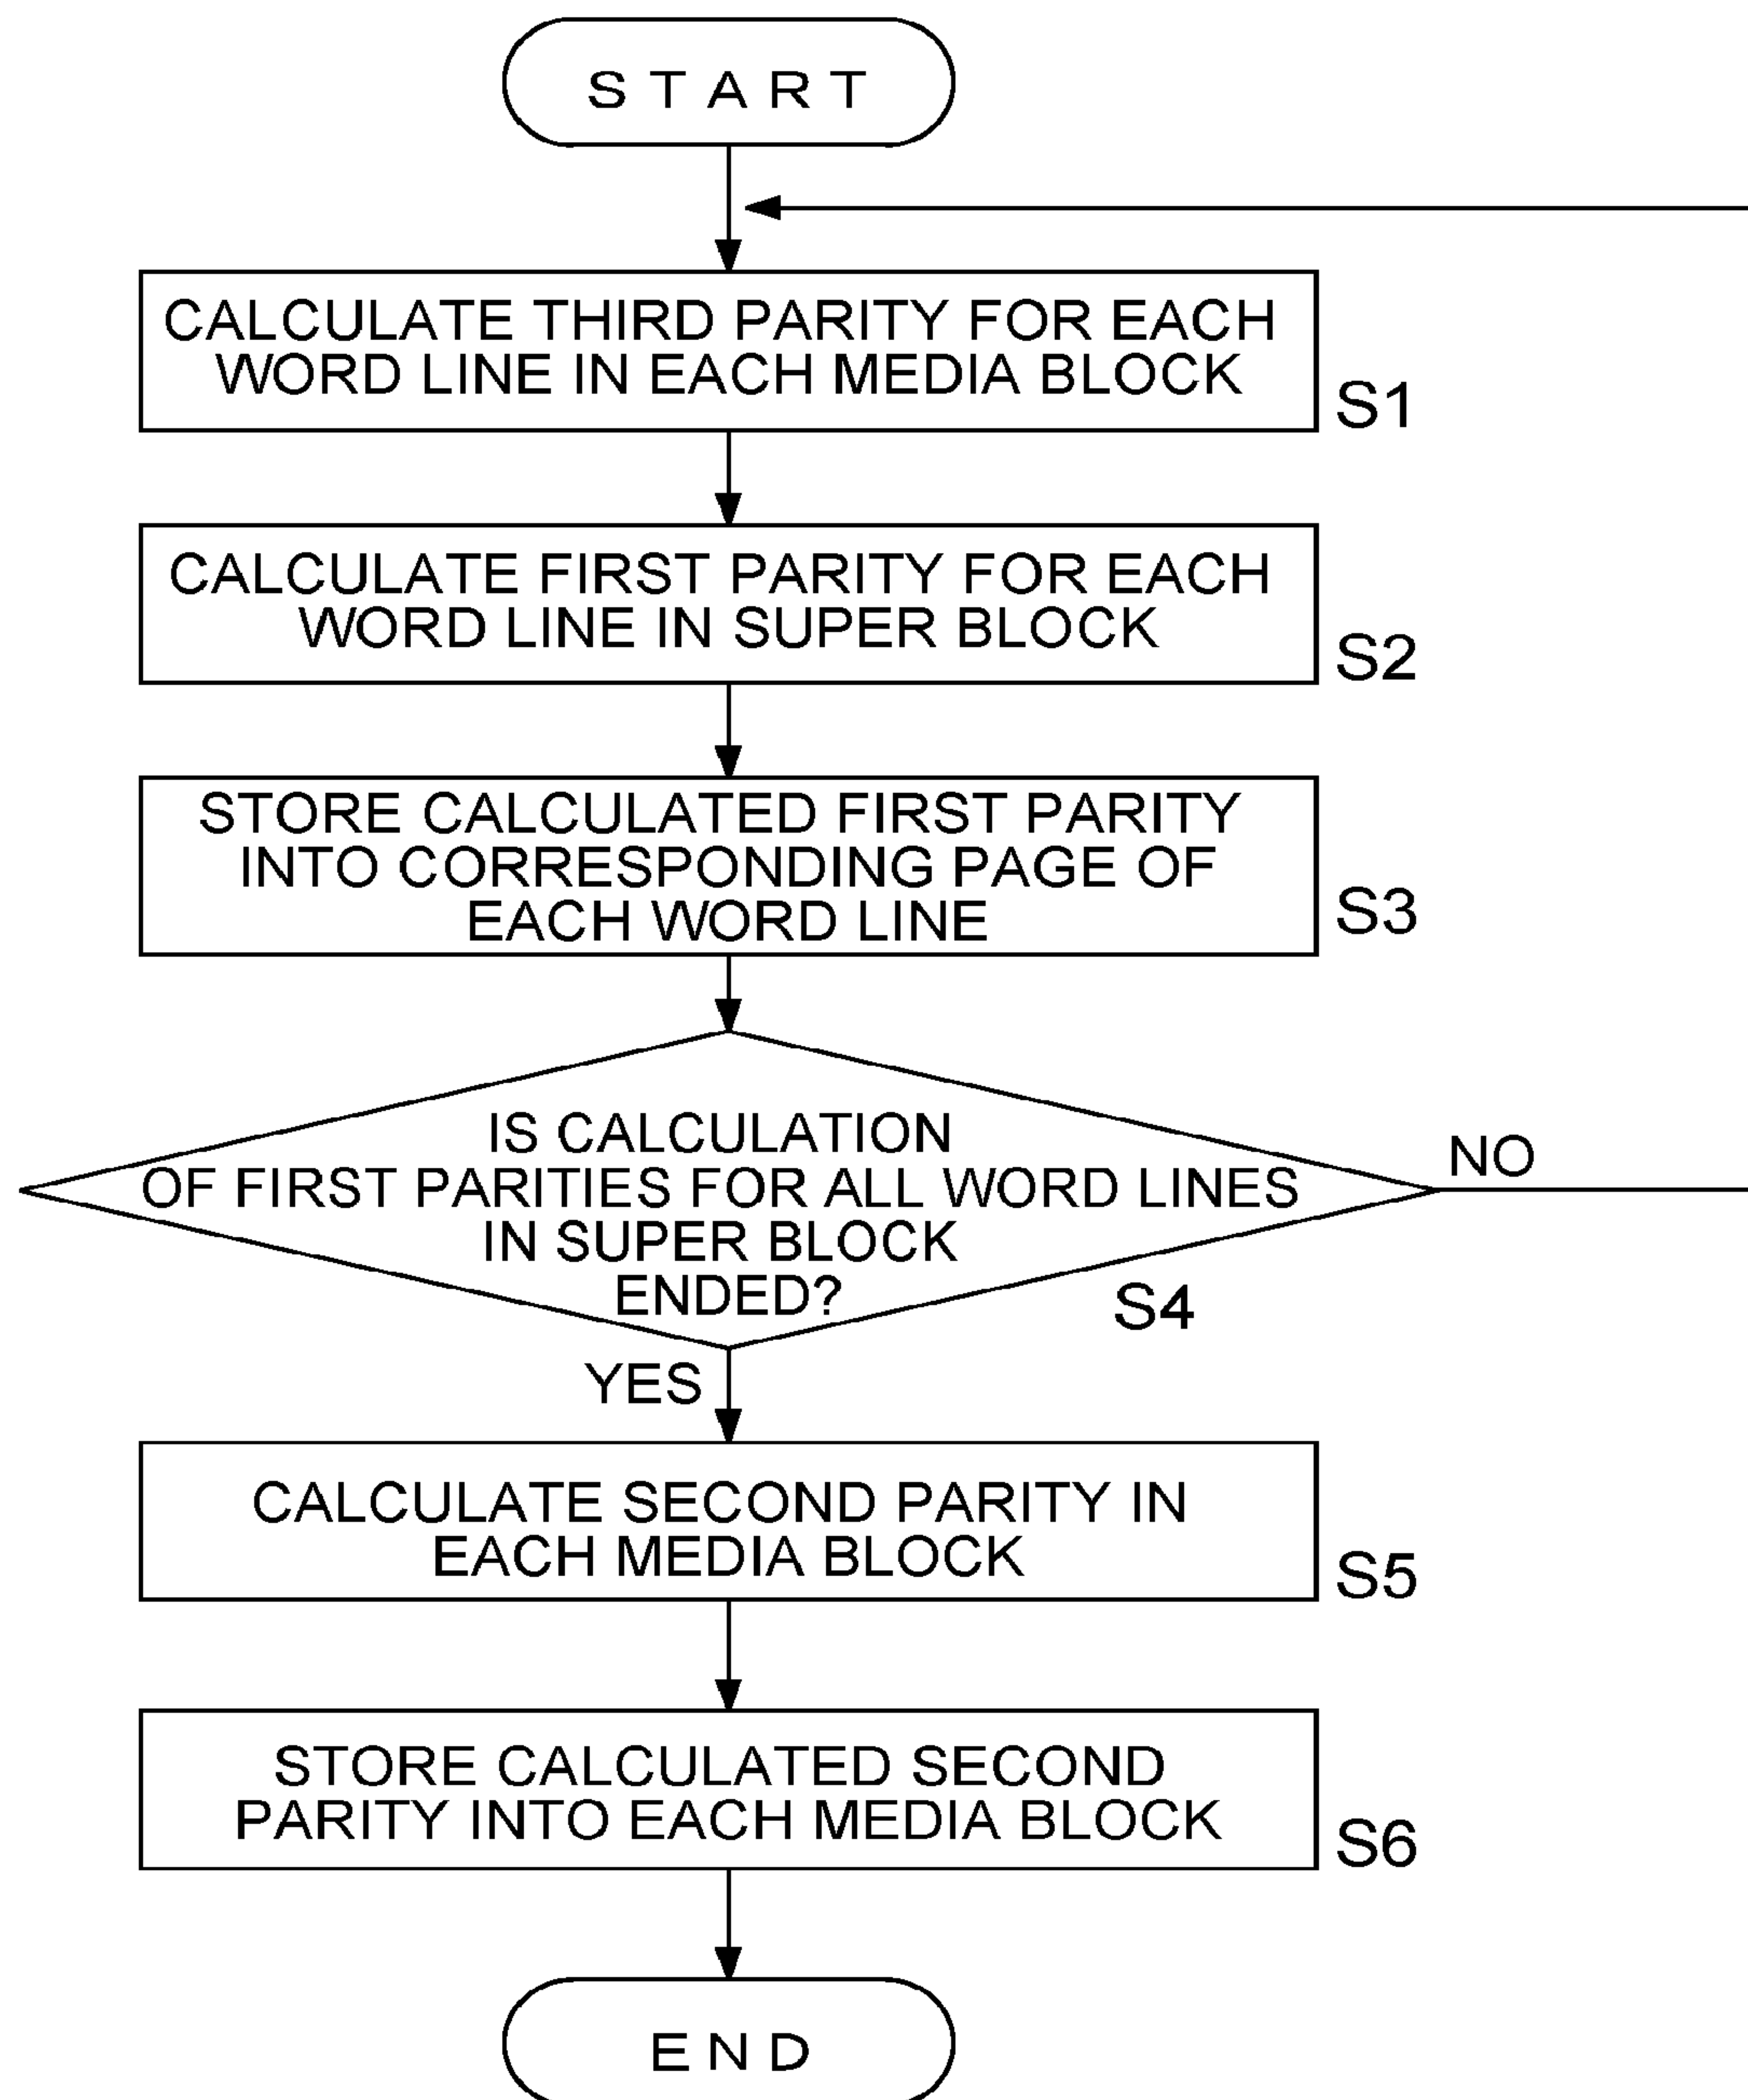 START
CALCULATE THIRD PARITY FOR EACH
WORD LINE IN EACH MEDIA BLOCK
S1
CALCULATE FIRST PARITY FOR EACH
WORD LINE IN SUPER BLOCK
S2
STORE CALCULATED FIRST PARITY
INTO CORRESPONDING PAGE OF
EACH WORD LINE
S3
IS CALCULATION
OF FIRST PARITIES FOR ALL WORD LINES
IN SUPER BLOCK
ENDED?
S4
NO
YES
CALCULATE SECOND PARITY IN
EACH MEDIA BLOCK
S5
STORE CALCULATED SECOND
PARITY INTO EACH MEDIA BLOCK
S6
END